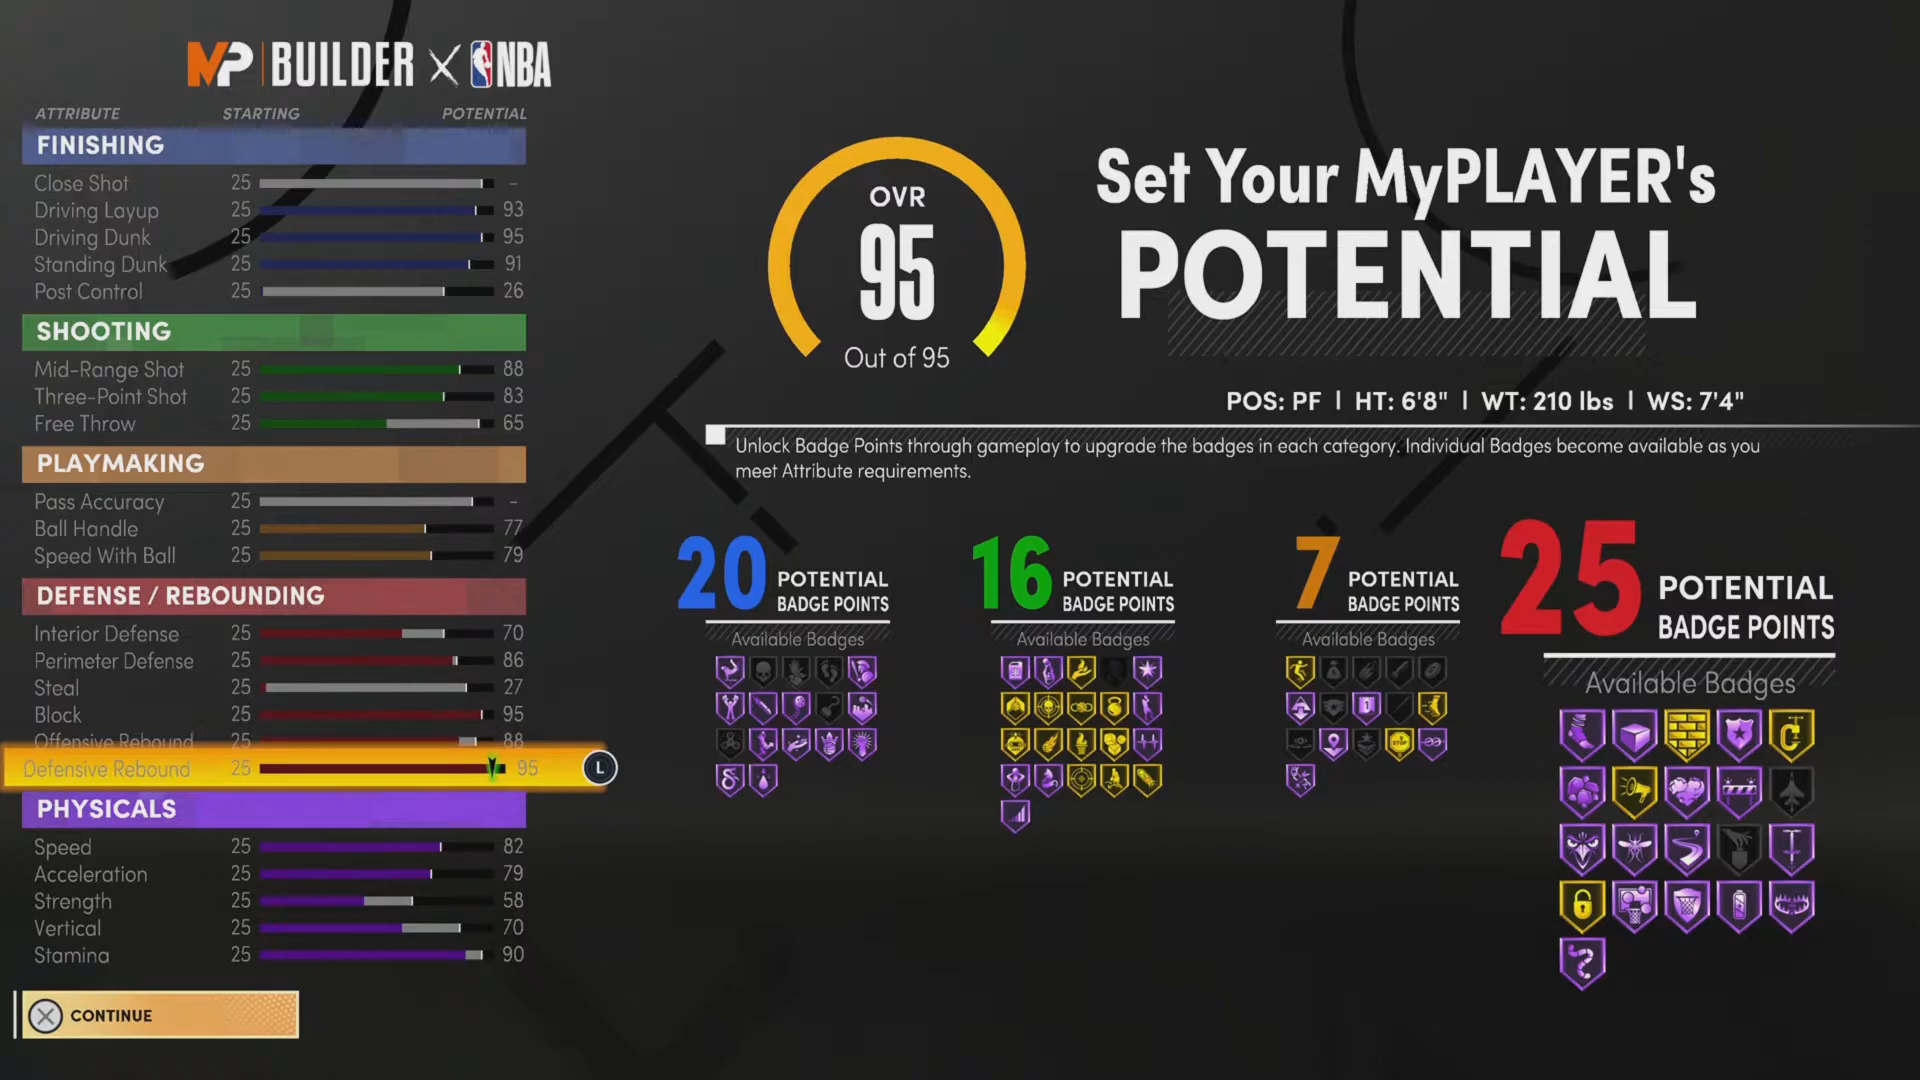 MP | BUILDER X NBA
ATTRIBUTE STARTING POTENTIAL
FINISHING
Close Shot 25 -
Driving Layup 25 93
Driving Dunk 25 95
Standing Dunk 25 91
Post Control 25 26
SHOOTING
Mid-Range Shot 25 88
Three-Point Shot 25 83
Free Throw 25 65
PLAYMAKING
Pass Accuracy 25 -
Ball Handle 25 77
Speed With Ball 25 79
DEFENSE / REBOUNDING
Interior Defense 25 70
Perimeter Defense 25 86
Steal 25 27
Block 25 95
Offensive Rebound 25 88
Defensive Rebound 25 95 L
PHYSICALS
Speed 25 82
Acceleration 25 79
Strength 25 58
Vertical 25 70
Stamina 25 90
CONTINUE
OVR
95
Out of 95
Set Your MyPLAYER's
POTENTIAL
POS: PF | HT: 6'8" | WT: 210 lbs | WS: 7'4"
Unlock Badge Points through gameplay to upgrade the badges in each category. Individual Badges become available as you
meet Attribute requirements.
20 POTENTIAL
BADGE POINTS
Available Badges
16 POTENTIAL
BADGE POINTS
Available Badges
7 POTENTIAL
BADGE POINTS
Available Badges
25 POTENTIAL
BADGE POINTS
Available Badges